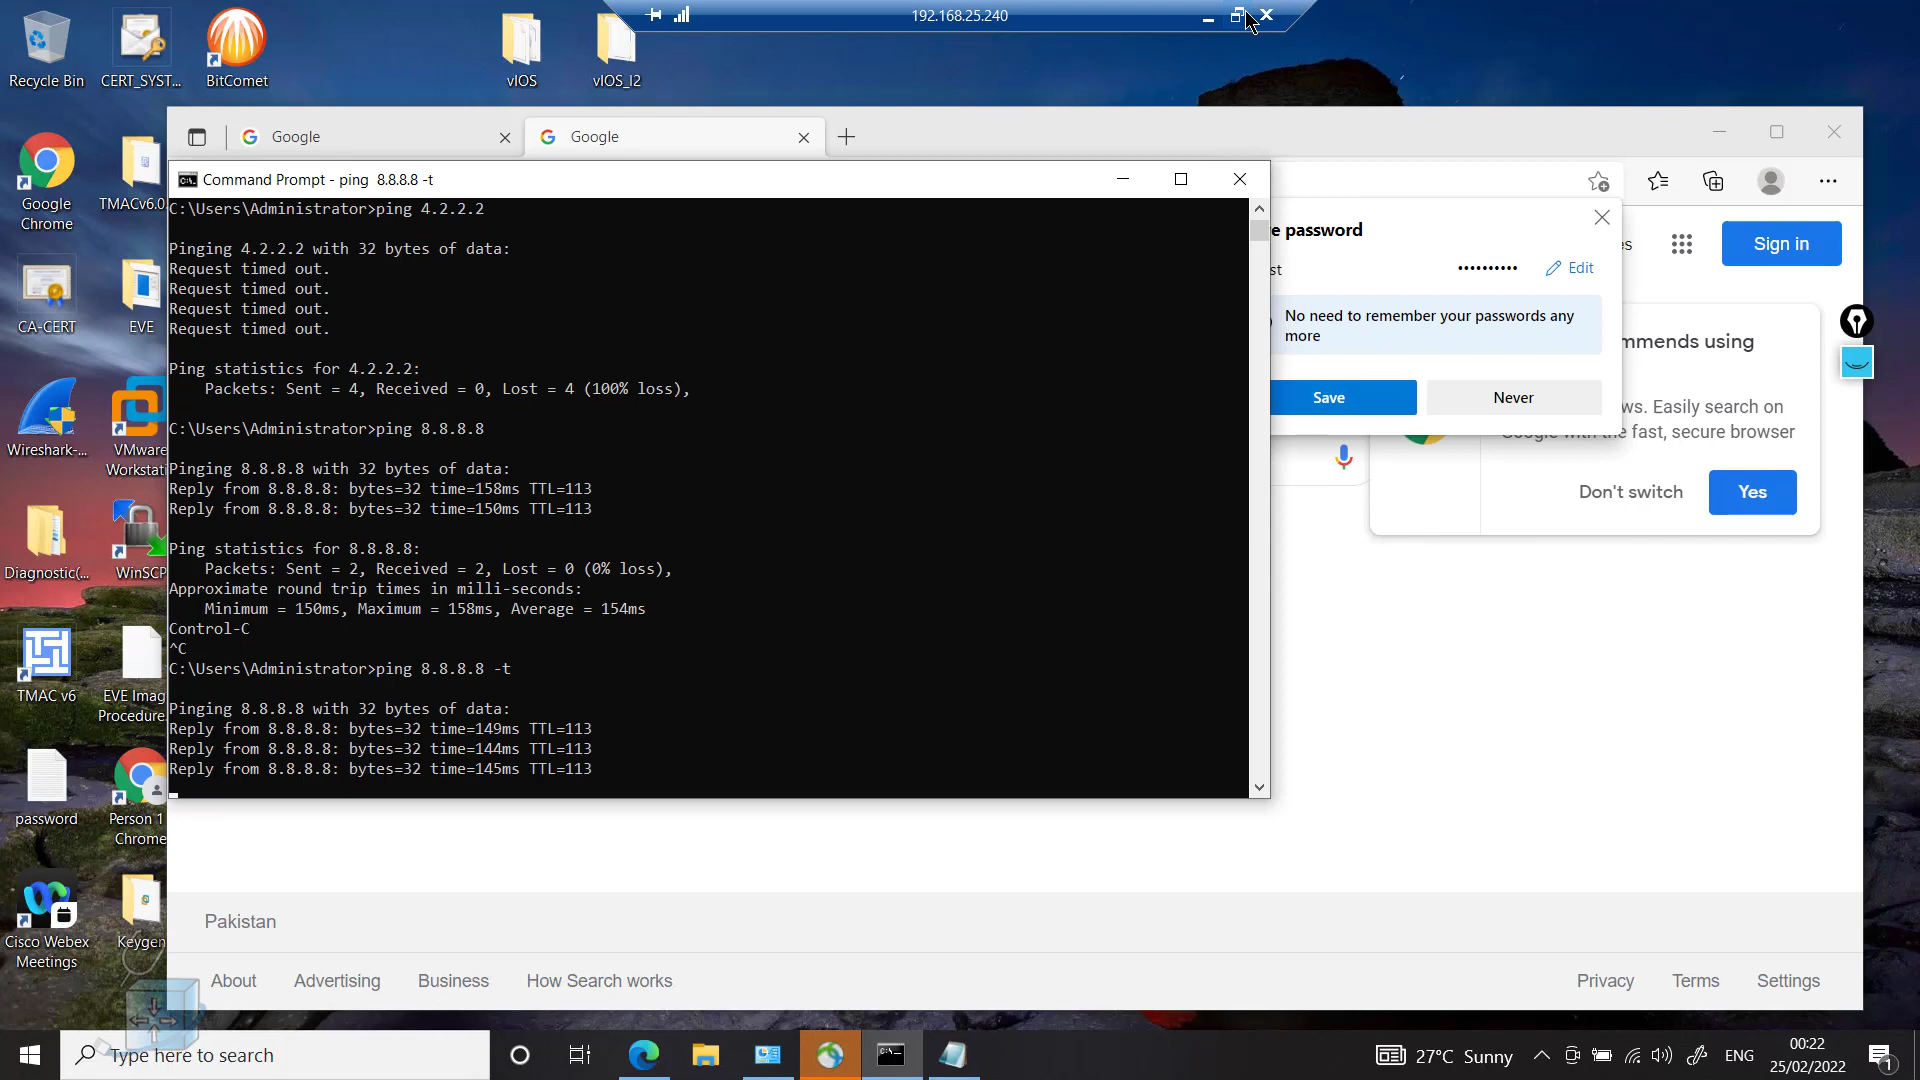 192.168.25.240
Recycle Bin
CERT_SYST...
BitComet
vIOS
vIOS_l2
Google
Google
Google
Chrome
TMACv6.0.
CA-CERT
EVE
Wireshark-...
VMware
Workstati
Diagnostic(...
WinSCP
TMAC v6
EVE Imag
Procedure.
password
Person 1
Chrome
Cisco Webex
Meetings
Keygen
Command Prompt - ping  8.8.8.8 -t
C:\Users\Administrator>ping 4.2.2.2
Pinging 4.2.2.2 with 32 bytes of data:
Request timed out.
Request timed out.
Request timed out.
Request timed out.
Ping statistics for 4.2.2.2:
    Packets: Sent = 4, Received = 0, Lost = 4 (100% loss),
C:\Users\Administrator>ping 8.8.8.8
Pinging 8.8.8.8 with 32 bytes of data:
Reply from 8.8.8.8: bytes=32 time=158ms TTL=113
Reply from 8.8.8.8: bytes=32 time=150ms TTL=113
Ping statistics for 8.8.8.8:
    Packets: Sent = 2, Received = 2, Lost = 0 (0% loss),
Approximate round trip times in milli-seconds:
    Minimum = 150ms, Maximum = 158ms, Average = 154ms
Control-C
^C
C:\Users\Administrator>ping 8.8.8.8 -t
Pinging 8.8.8.8 with 32 bytes of data:
Reply from 8.8.8.8: bytes=32 time=149ms TTL=113
Reply from 8.8.8.8: bytes=32 time=144ms TTL=113
Reply from 8.8.8.8: bytes=32 time=145ms TTL=113
e password
st
••••••••••
Edit
No need to remember your passwords any
more
Save
Never
es
Sign in
mmends using
ws. Easily search on
Google with the fast, secure browser
Don't switch
Yes
Pakistan
About
Advertising
Business
How Search works
Privacy
Terms
Settings
Type here to search
27°C Sunny
ENG
00:22
25/02/2022
1